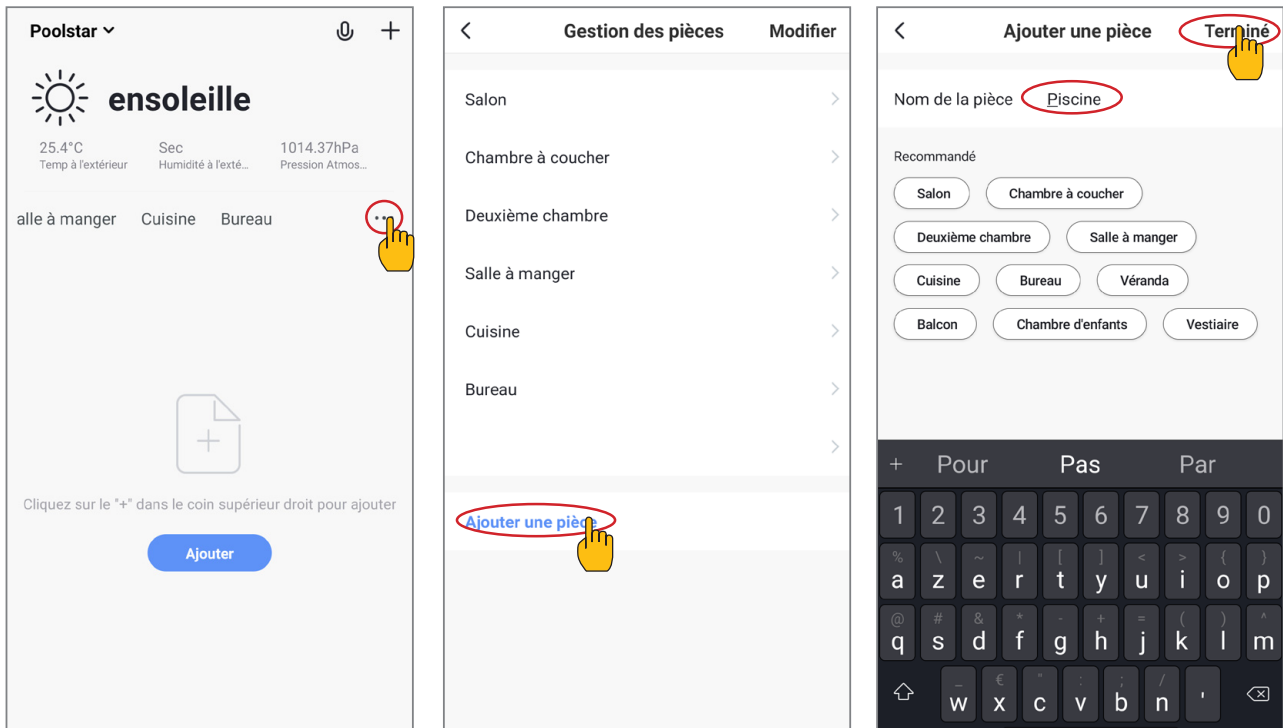 Poolstar
ensoleille
25.4°C Sec 1014.37hPa
Temp à l'extérieur Humidité à l'exté... Pression Atmos...
alle à manger Cuisine Bureau ...
Cliquez sur le "+" dans le coin supérieur droit pour ajouter
Ajouter
Gestion des pièces Modifier
Salon
Chambre à coucher
Deuxième chambre
Salle à manger
Cuisine
Bureau
Ajouter une pièce
Ajouter une pièce Terminé
Nom de la pièce Piscine
Recommandé
Salon Chambre à coucher
Deuxième chambre Salle à manger
Cuisine Bureau Véranda
Balcon Chambre d'enfants Vestiaire
+ Pour Pas Par
1 2 3 4 5 6 7 8 9 0
% \ ~ | [ ] < > { }
a z e r t y u i o p
@ # & * - + = ( ) ^
q s d f g h j k l m
_ € " : ; /
w x c v b n '